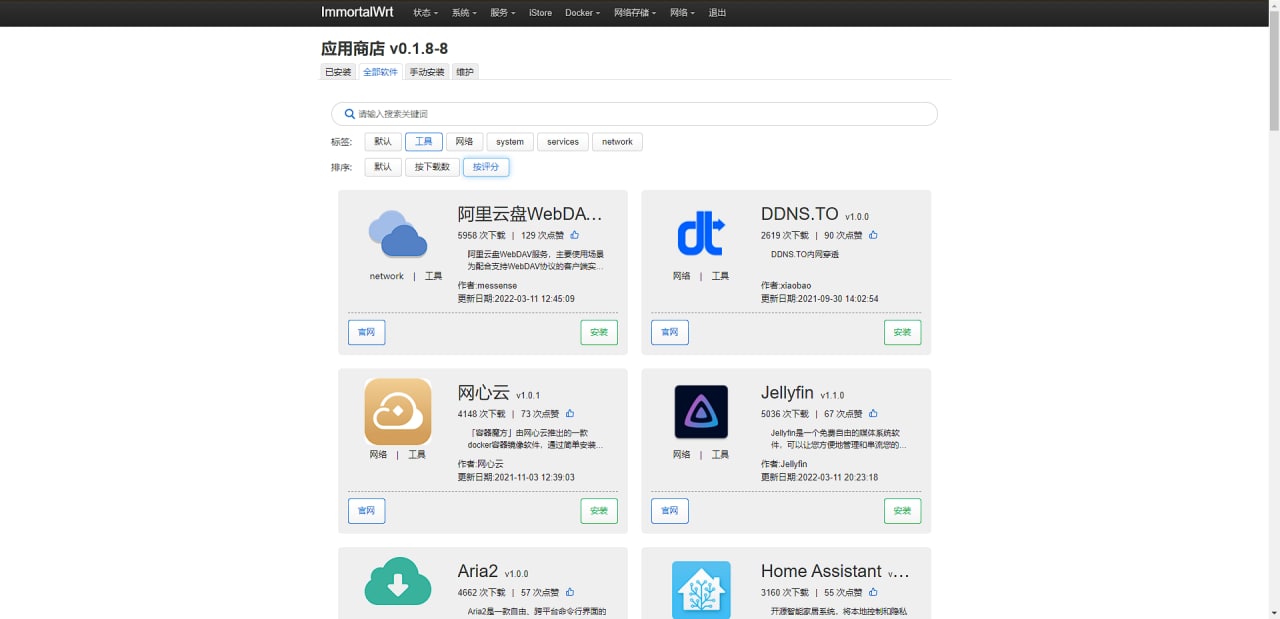 ImmortalWrt 状态 系统 服务 iStore Docker 网络存储 网络 退出
应用商店 v0.1.8-8
已安装 全部软件 手动安装 维护
请输入搜索关键词
标签: 默认 工具 网络 system services network
排序: 默认 按下载数 按评分
阿里云盘WebDA...
5958 次下载 | 129 次点赞
阿里云盘WebDAV服务，主要使用场景
为配合支持WebDAV协议的客户端实...
network | 工具
作者:messense
更新日期:2022-03-11 12:45:09
官网 安装
DDNS.TO v1.0.0
2619 次下载 | 90 次点赞
DDNS.TO内网穿透
网络 | 工具
作者:xiaobao
更新日期:2021-09-30 14:02:54
官网 安装
网心云 v1.0.1
4148 次下载 | 73 次点赞
「容器魔方」由网心云推出的一款
docker容器镜像软件，通过简单安装...
网络 | 工具
作者:网心云
更新日期:2021-11-03 12:39:03
官网 安装
Jellyfin v1.1.0
5036 次下载 | 67 次点赞
Jellyfin是一个免费自由的媒体系统软
件，可以让您方便地管理和串流您的...
网络 | 工具
作者:Jellyfin
更新日期:2022-03-11 20:23:18
官网 安装
Aria2 v1.0.0
4662 次下载 | 57 次点赞
Aria2是一款自由、跨平台命令行界面的
Home Assistant v...
3160 次下载 | 55 次点赞
开源智能家居系统，将本地控制和隐私